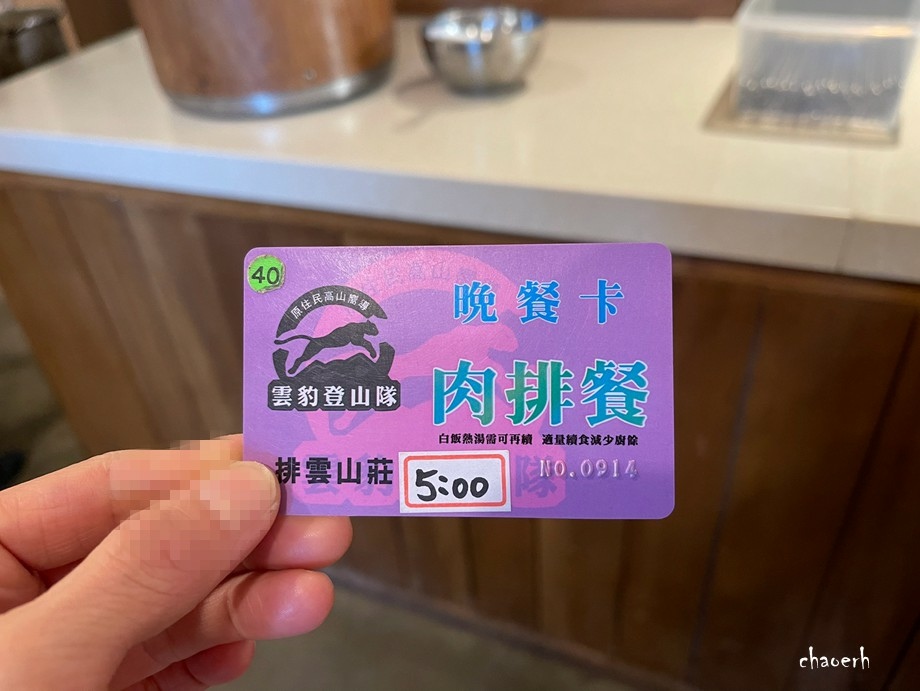 40
原住民高山嚮導
雲豹登山隊
晚餐卡
肉排餐
白飯熱湯需可再續 適量續食減少廚餘
排雲山莊
5:00
NO.0914
chaoerh